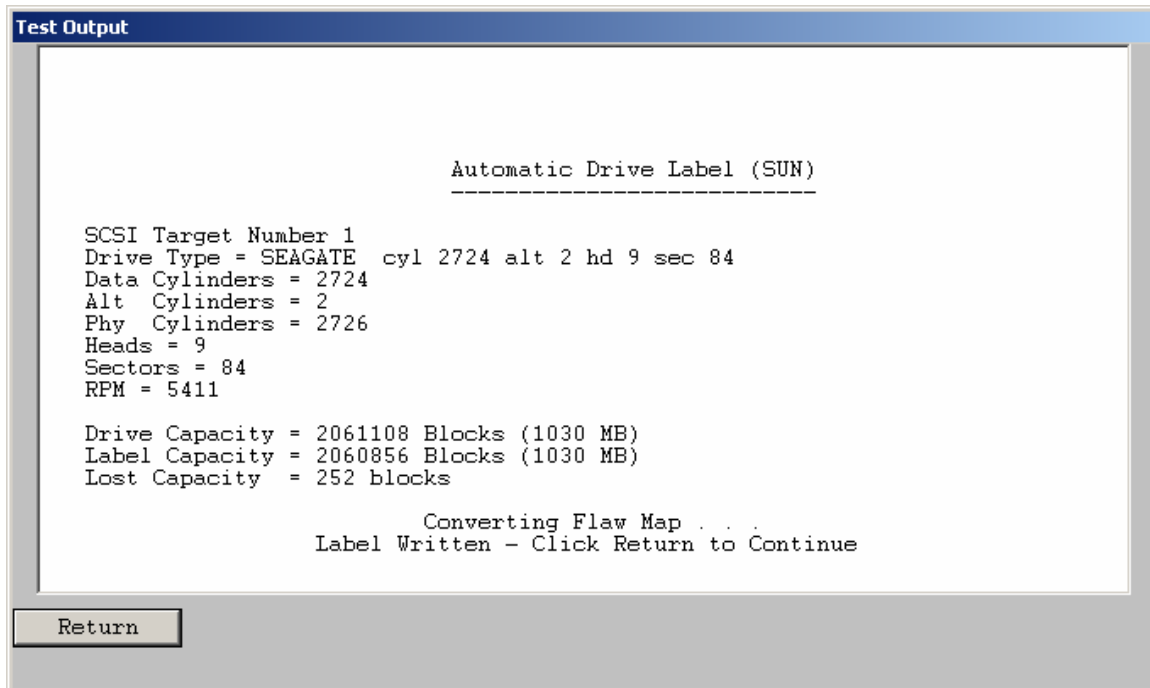 Test Output
Automatic Drive Label (SUN)
---------------------------
SCSI Target Number 1
Drive Type = SEAGATE  cyl 2724 alt 2 hd 9 sec 84
Data Cylinders = 2724
Alt  Cylinders = 2
Phy  Cylinders = 2726
Heads = 9
Sectors = 84
RPM = 5411
Drive Capacity = 2061108 Blocks (1030 MB)
Label Capacity = 2060856 Blocks (1030 MB)
Lost Capacity  = 252 blocks
Converting Flaw Map . . .
Label Written - Click Return to Continue
Return